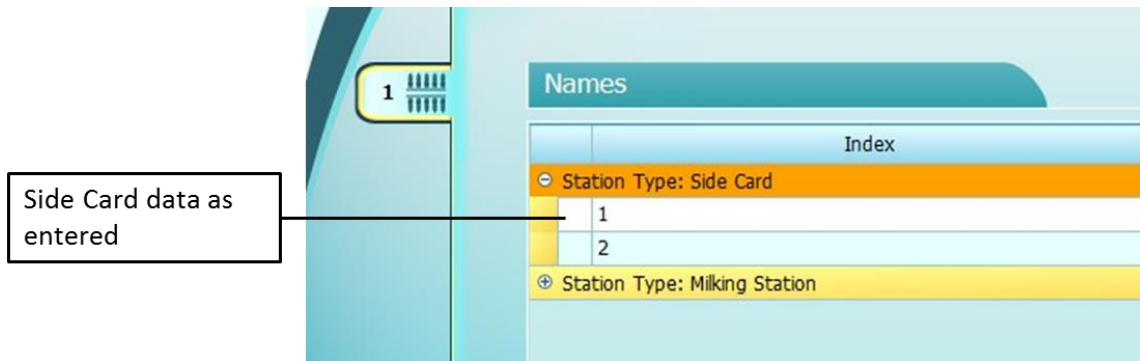 1
Names
Index
Station Type: Side Card
Side Card data as
entered
1
2
Station Type: Milking Station